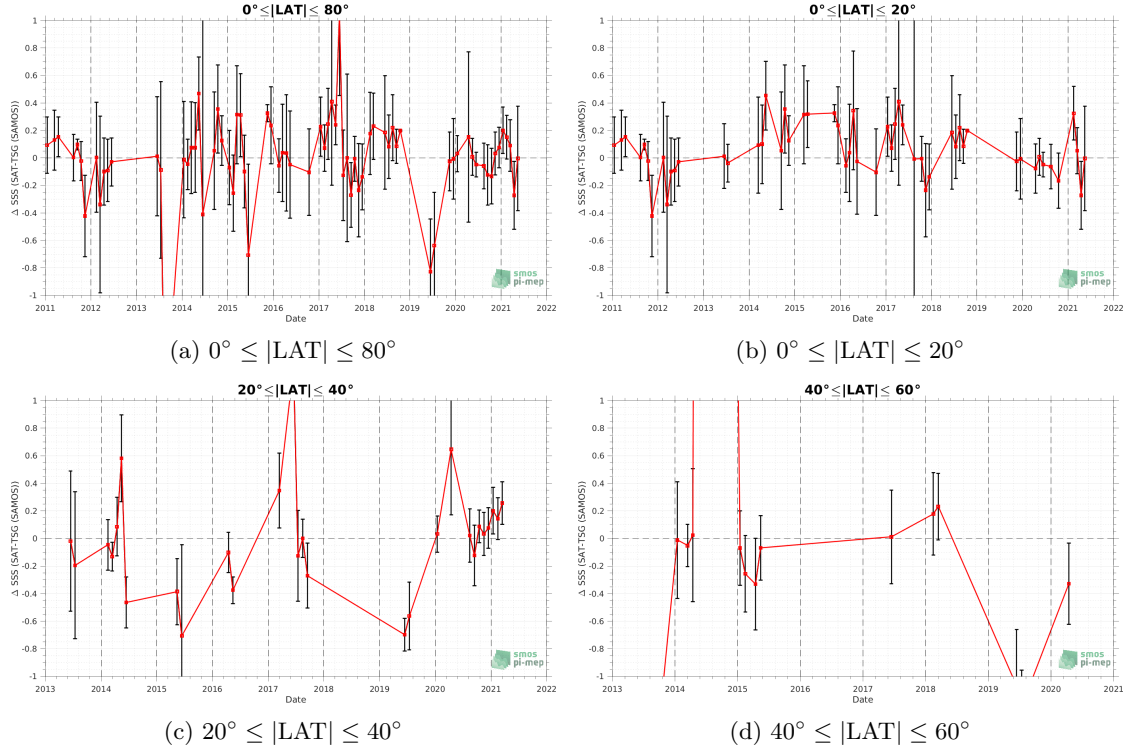 0°≤|LAT|≤ 80°
Δ SSS (SAT-TSG (SAMOS))
1
0.8
0.6
0.4
0.2
0
-0.2
-0.4
-0.6
-0.8
-1
2011 2012 2013 2014 2015 2016 2017 2018 2019 2020 2021 2022
Date
smos
pi-mep
(a) 0° ≤ |LAT| ≤ 80°
0°≤|LAT|≤ 20°
Δ SSS (SAT-TSG (SAMOS))
1
0.8
0.6
0.4
0.2
0
-0.2
-0.4
-0.6
-0.8
-1
2011 2012 2013 2014 2015 2016 2017 2018 2019 2020 2021 2022
Date
smos
pi-mep
(b) 0° ≤ |LAT| ≤ 20°
20°≤|LAT|≤ 40°
Δ SSS (SAT-TSG (SAMOS))
1
0.8
0.6
0.4
0.2
0
-0.2
-0.4
-0.6
-0.8
-1
2013 2014 2015 2016 2017 2018 2019 2020 2021 2022
Date
smos
pi-mep
(c) 20° ≤ |LAT| ≤ 40°
40°≤|LAT|≤ 60°
Δ SSS (SAT-TSG (SAMOS))
1
0.8
0.6
0.4
0.2
0
-0.2
-0.4
-0.6
-0.8
-1
2013 2014 2015 2016 2017 2018 2019 2020 2021
Date
smos
pi-mep
(d) 40° ≤ |LAT| ≤ 60°